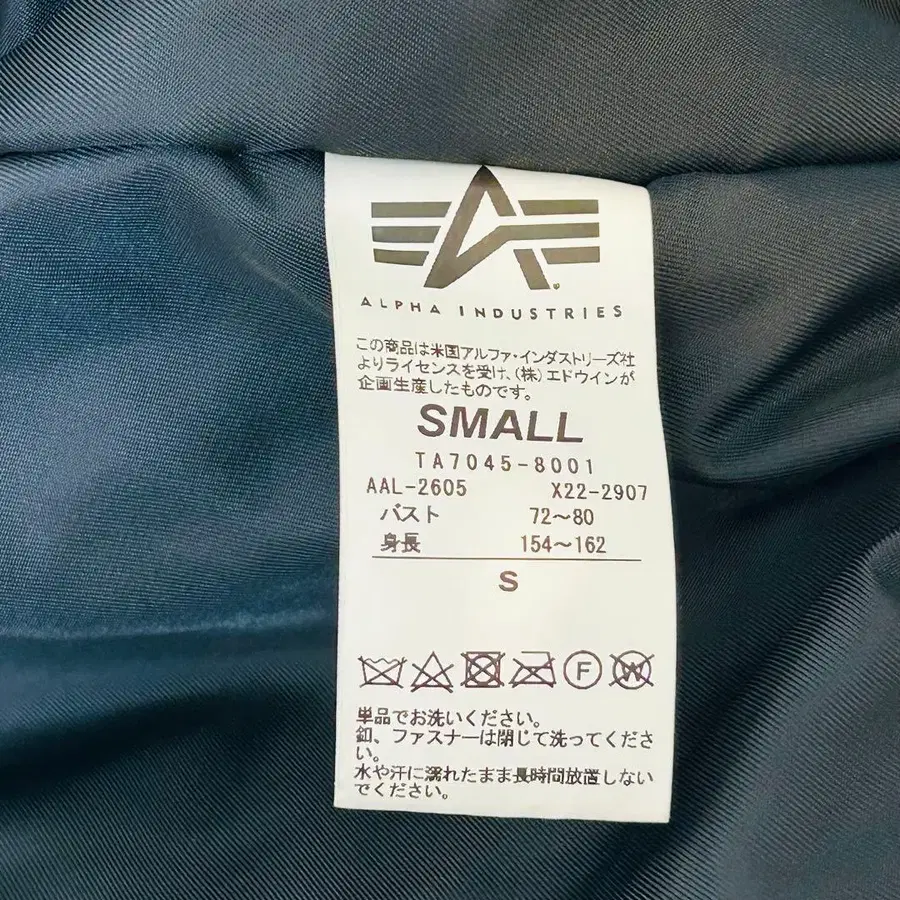 ALPHA INDUSTRIES
この商品は米国アルファ・インダストリーズ社
よりライセンスを受け、(株)エドウインが
企画生産したものです。
SMALL
TA7045-8001
AAL-2605 X22-2907
バスト 72～80
身長 154～162
S
F W
単品でお洗いください。
釦、ファスナーは閉じて洗ってくださ
い。
水や汗に濡れたまま長時間放置しない
でください。